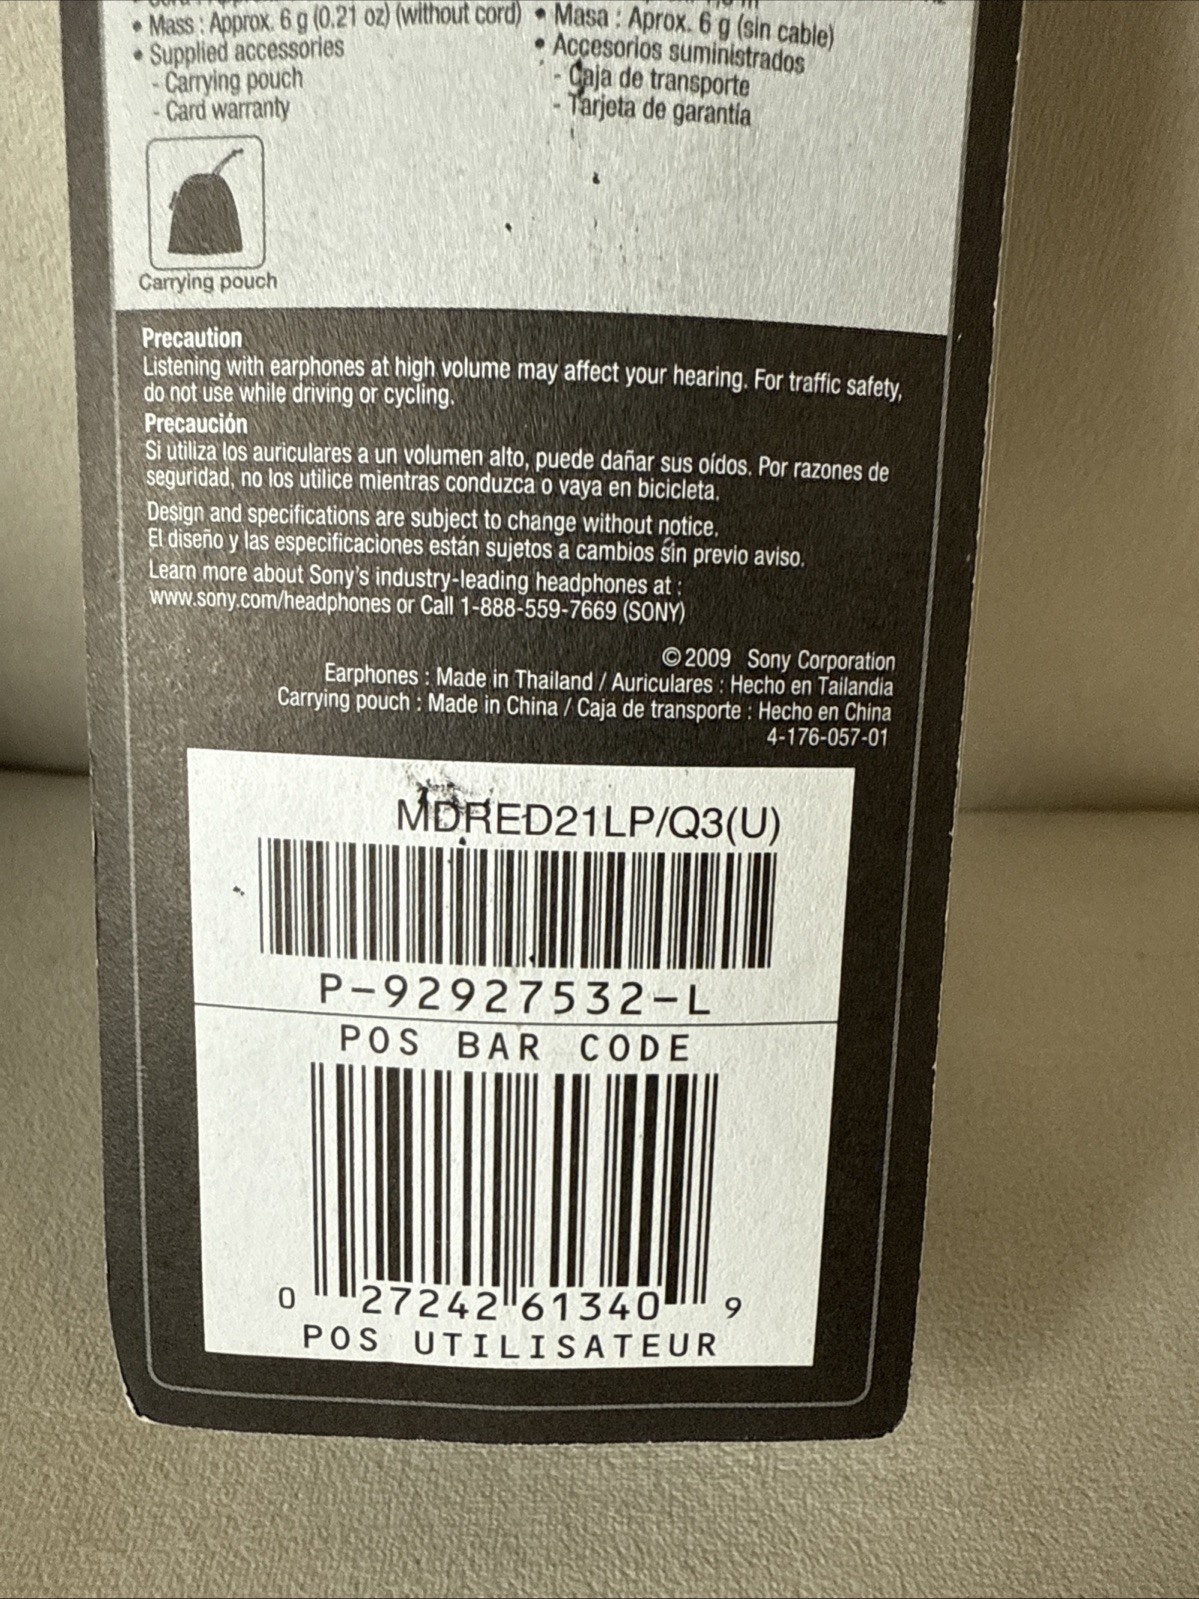 • Mass : Approx. 6 g (0.21 oz) (without cord)
• Supplied accessories
- Carrying pouch
- Card warranty
• Masa : Aprox. 6 g (sin cable)
• Accesorios suministrados
- Caja de transporte
- Tarjeta de garantía
Carrying pouch
Precaution
Listening with earphones at high volume may affect your hearing. For traffic safety,
do not use while driving or cycling.
Precaución
Si utiliza los auriculares a un volumen alto, puede dañar sus oídos. Por razones de
seguridad, no los utilice mientras conduzca o vaya en bicicleta.
Design and specifications are subject to change without notice.
El diseño y las especificaciones están sujetos a cambios sin previo aviso.
Learn more about Sony's industry-leading headphones at :
www.sony.com/headphones or Call 1-888-559-7669 (SONY)
© 2009 Sony Corporation
Earphones : Made in Thailand / Auriculares : Hecho en Tailandia
Carrying pouch : Made in China / Caja de transporte : Hecho en China
4-176-057-01
MDRED21LP/Q3(U)
P-92927532-L
POS BAR CODE
0 27242 61340 9
POS UTILISATEUR